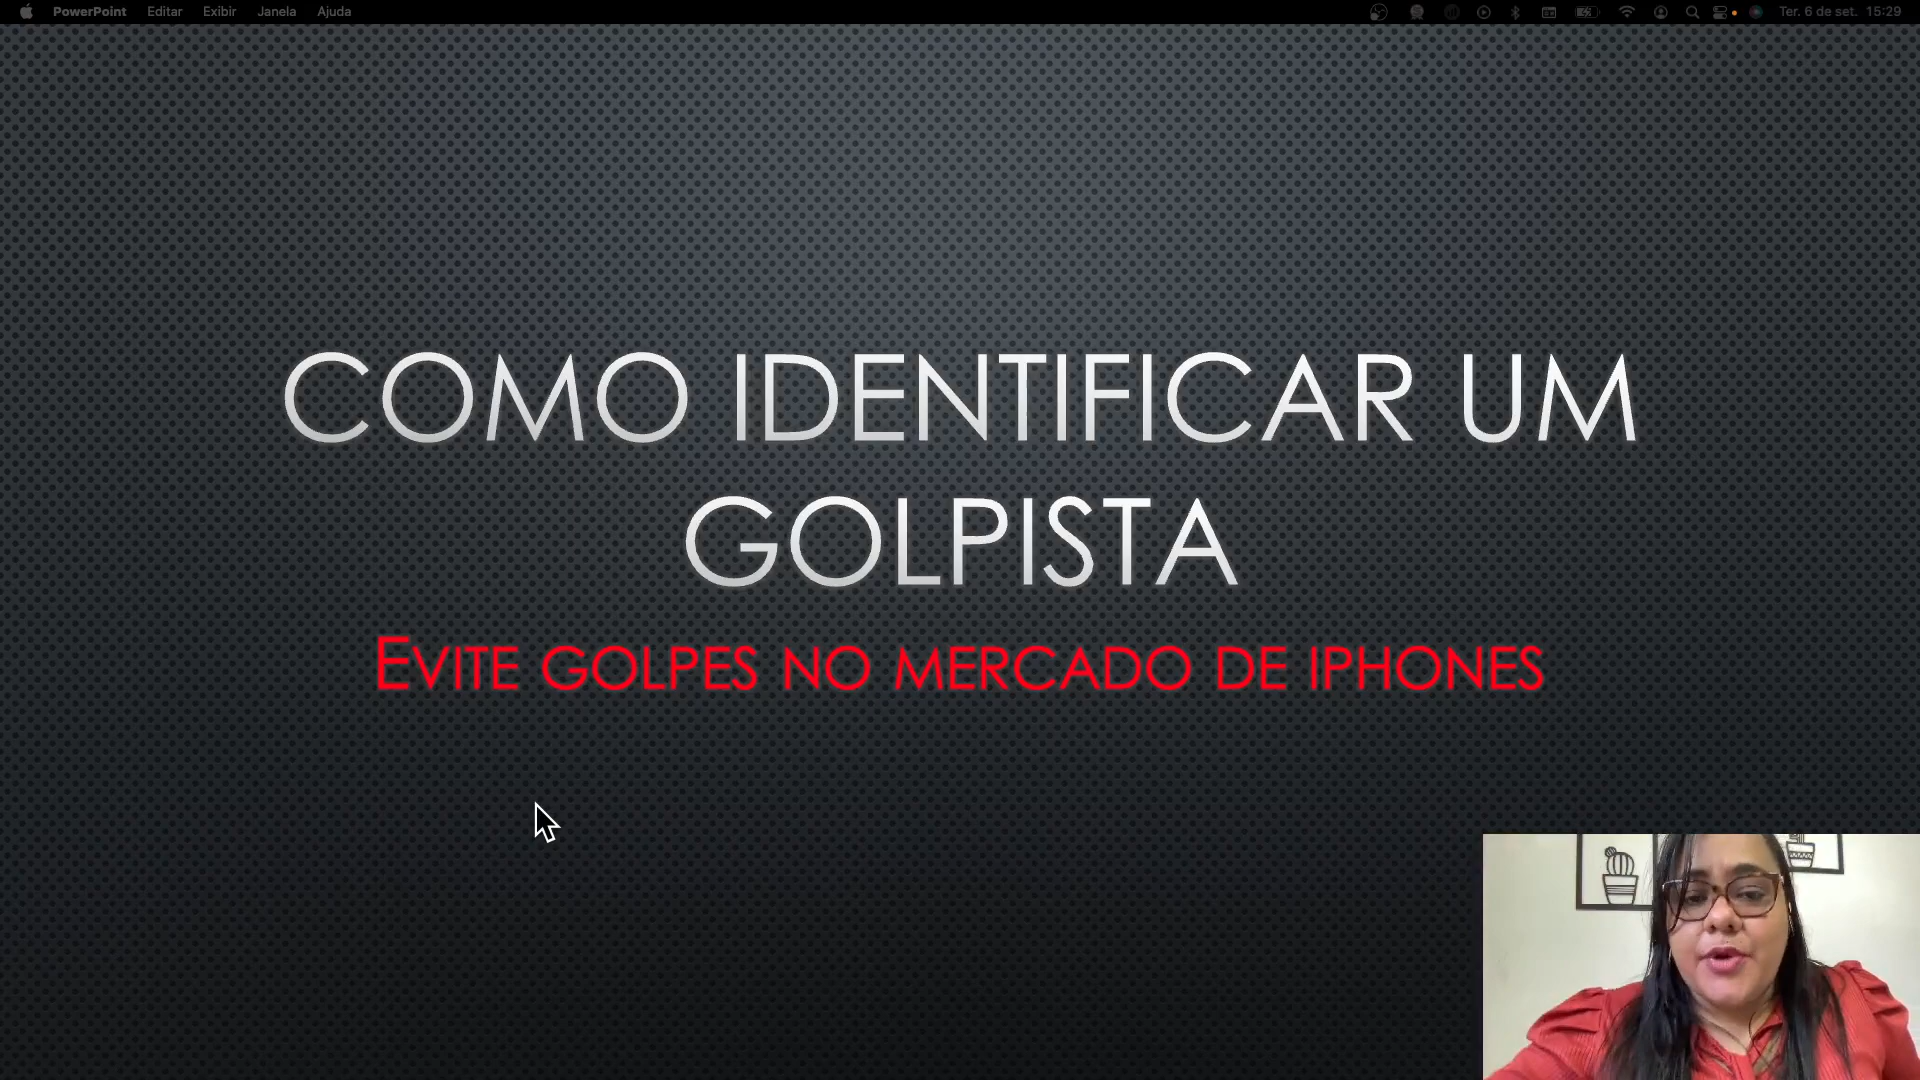 PowerPoint Editar Exibir Janela Ajuda Ter. 6 de set. 15:29
COMO IDENTIFICAR UM
GOLPISTA
EVITE GOLPES NO MERCADO DE IPHONES